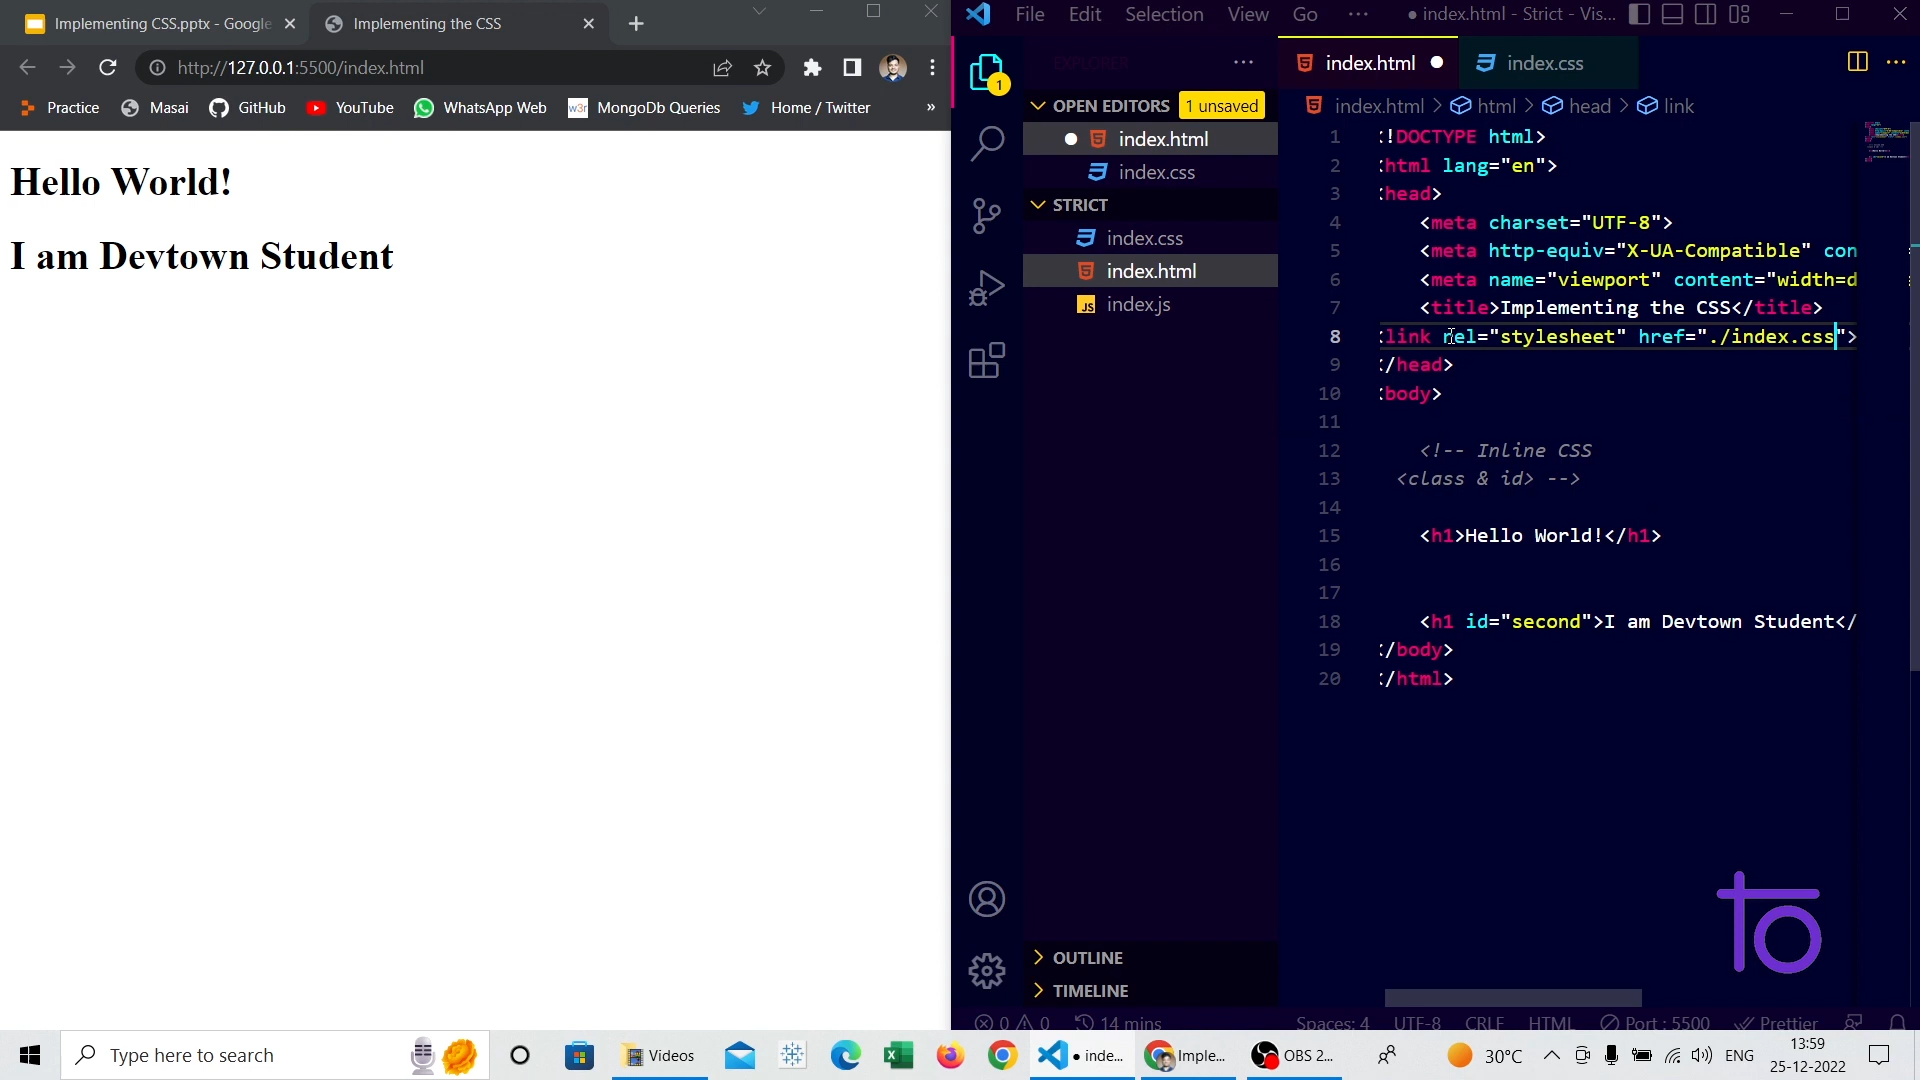 Implementing CSS.pptx - Google
Implementing the CSS
http://127.0.0.1:5500/index.html
Practice
Masai
GitHub
YouTube
WhatsApp Web
w3r
MongoDb Queries
Home / Twitter
»
Hello World!
I am Devtown Student
File Edit Selection View Go ···
● index.html - Strict - Vis...
EXPLORER
1
OPEN EDITORS
1 unsaved
index.html
index.css
STRICT
index.css
index.html
JS index.js
OUTLINE
TIMELINE
index.html
index.css
index.html > html > head > link
1 <!DOCTYPE html>
2 <html lang="en">
3 <head>
4 <meta charset="UTF-8">
5 <meta http-equiv="X-UA-Compatible" con
6 <meta name="viewport" content="width=d
7 <title>Implementing the CSS</title>
8 <link rel="stylesheet" href="./index.css">
9 </head>
10 <body>
11
12 <!-- Inline CSS
13 <class & id> -->
14
15 <h1>Hello World!</h1>
16
17
18 <h1 id="second">I am Devtown Student</
19 </body>
20 </html>
0 0 14 mins
Spaces: 4 UTF-8 CRLF HTML Port : 5500 Prettier
Type here to search
Videos
● inde...
Imple...
OBS 2...
30°C
ENG
13:59
25-12-2022